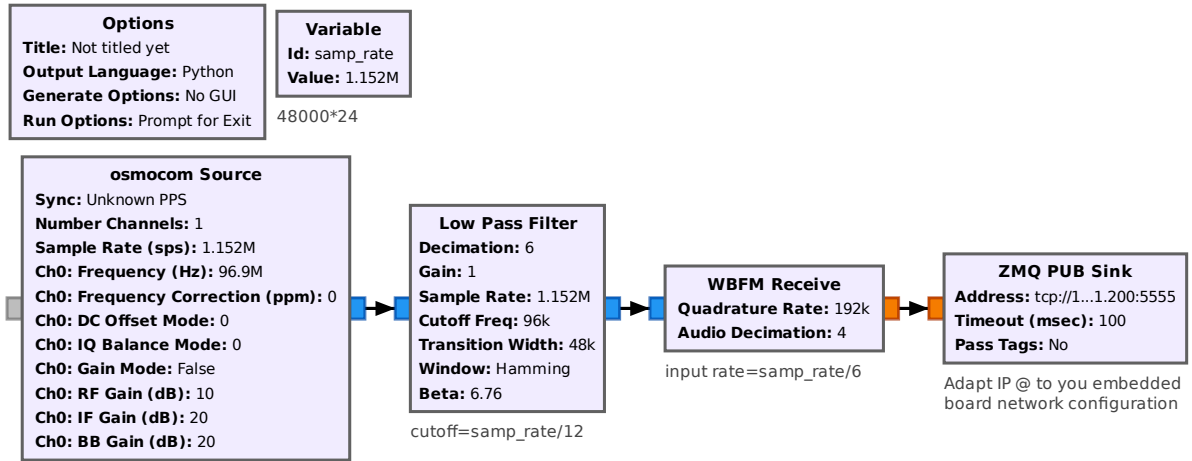 Options
Title: Not titled yet
Output Language: Python
Generate Options: No GUI
Run Options: Prompt for Exit
Variable
Id: samp_rate
Value: 1.152M
48000*24
osmocom Source
Sync: Unknown PPS
Number Channels: 1
Sample Rate (sps): 1.152M
Ch0: Frequency (Hz): 96.9M
Ch0: Frequency Correction (ppm): 0
Ch0: DC Offset Mode: 0
Ch0: IQ Balance Mode: 0
Ch0: Gain Mode: False
Ch0: RF Gain (dB): 10
Ch0: IF Gain (dB): 20
Ch0: BB Gain (dB): 20
Low Pass Filter
Decimation: 6
Gain: 1
Sample Rate: 1.152M
Cutoff Freq: 96k
Transition Width: 48k
Window: Hamming
Beta: 6.76
cutoff=samp_rate/12
WBFM Receive
Quadrature Rate: 192k
Audio Decimation: 4
input rate=samp_rate/6
ZMQ PUB Sink
Address: tcp://1...1.200:5555
Timeout (msec): 100
Pass Tags: No
Adapt IP @ to you embedded
board network configuration